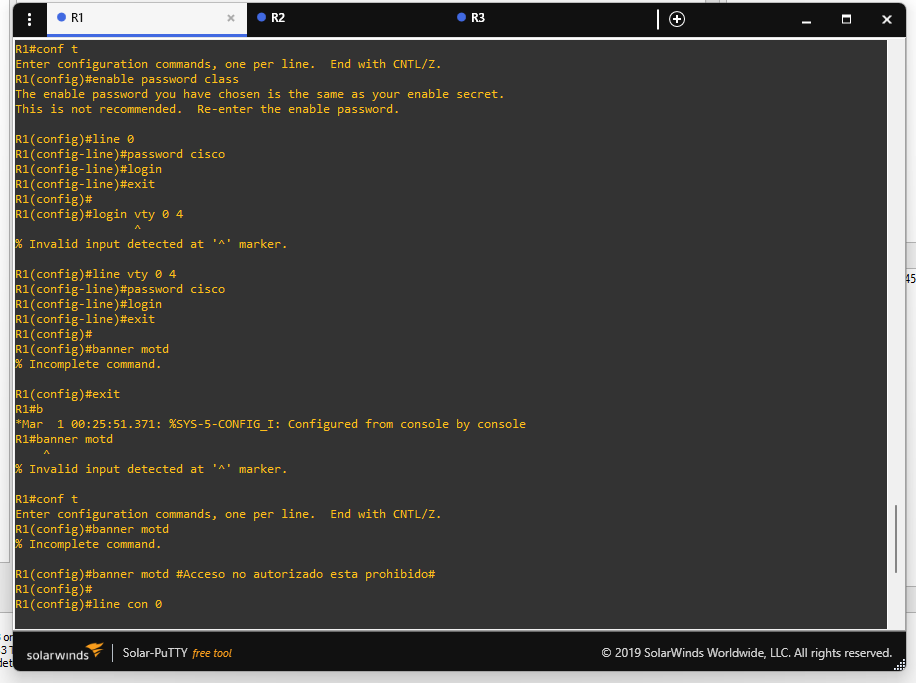 R1
R2
R3
R1#conf t
Enter configuration commands, one per line.  End with CNTL/Z.
R1(config)#enable password class
The enable password you have chosen is the same as your enable secret.
This is not recommended.  Re-enter the enable password.
R1(config)#line 0
R1(config-line)#password cisco
R1(config-line)#login
R1(config-line)#exit
R1(config)#
R1(config)#login vty 0 4
^
% Invalid input detected at '^' marker.
R1(config)#line vty 0 4
R1(config-line)#password cisco
R1(config-line)#login
R1(config-line)#exit
R1(config)#
R1(config)#banner motd
% Incomplete command.
R1(config)#exit
R1#b
*Mar  1 00:25:51.371: %SYS-5-CONFIG_I: Configured from console by console
R1#banner motd
^
% Invalid input detected at '^' marker.
R1#conf t
Enter configuration commands, one per line.  End with CNTL/Z.
R1(config)#banner motd
% Incomplete command.
R1(config)#banner motd #Acceso no autorizado esta prohibido#
R1(config)#
R1(config)#line con 0
solarwinds
Solar-PuTTY free tool
© 2019 SolarWinds Worldwide, LLC. All rights reserved.
45